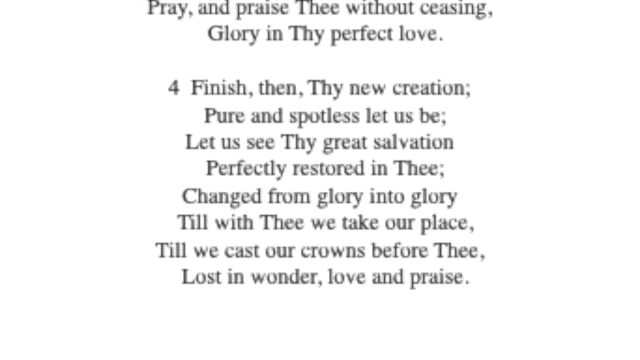 Pray, and praise Thee without ceasing,
Glory in Thy perfect love.
4 Finish, then, Thy new creation;
Pure and spotless let us be;
Let us see Thy great salvation
Perfectly restored in Thee;
Changed from glory into glory
Till with Thee we take our place,
Till we cast our crowns before Thee,
Lost in wonder, love and praise.